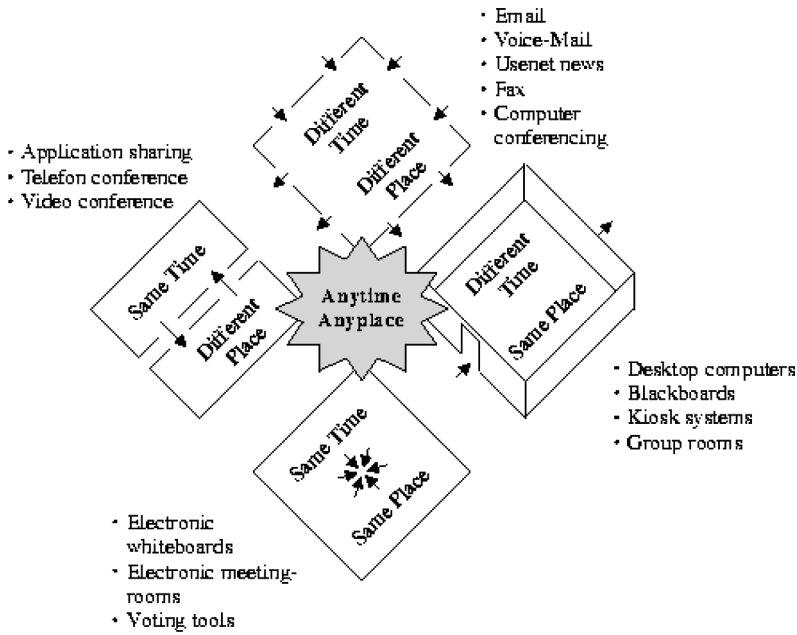 • Email
• Voice-Mail
• Usenet news
• Fax
• Computer
conferencing
Different
Time
Different
Place
• Application sharing
• Telefon conference
• Video conference
Same Time
Different
Place
Anytime
Anyplace
Different
Time
Same Place
• Desktop computers
• Blackboards
• Kiosk systems
• Group rooms
Same Time
Same Place
• Electronic
whiteboards
• Electronic meeting-
rooms
• Voting tools